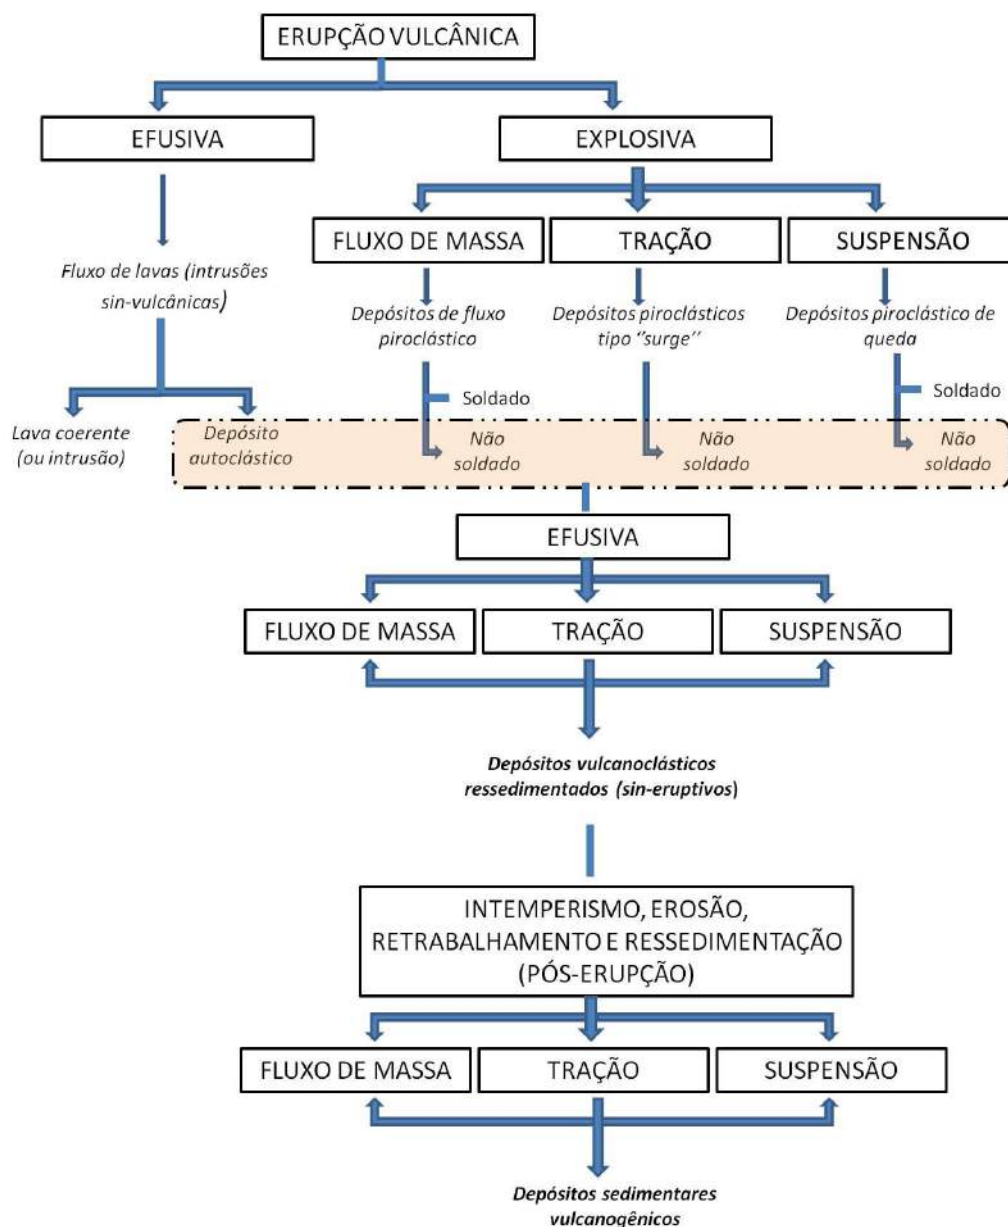 ERUPÇÃO VULCÂNICA
EFUSIVA
EXPLOSIVA
FLUXO DE MASSA
TRAÇÃO
SUSPENSÃO
Fluxo de lavas (intrusões
sin-vulcânicas)
Depósitos de fluxo
piroclástico
Depósitos piroclásticos
tipo ‘’surge’’
Depósitos piroclástico de
queda
Soldado
Soldado
Lava coerente
(ou intrusão)
Depósito
autoclástico
Não
soldado
Não
soldado
Não
soldado
EFUSIVA
FLUXO DE MASSA
TRAÇÃO
SUSPENSÃO
Depósitos vulcanoclásticos
ressedimentados (sin-eruptivos)
INTEMPERISMO, EROSÃO,
RETRABALHAMENTO E RESSEDIMENTAÇÃO
(PÓS-ERUPÇÃO)
FLUXO DE MASSA
TRAÇÃO
SUSPENSÃO
Depósitos sedimentares
vulcanogênicos